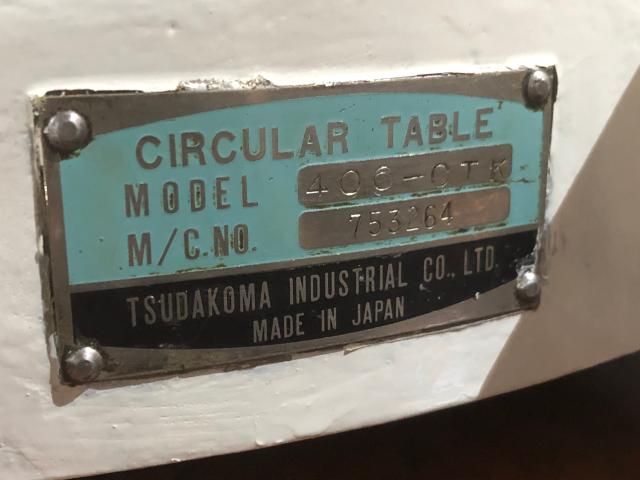 CIRCULAR TABLE
MODEL 406-CTK
M/C.NO. 753264
TSUDAKOMA INDUSTRIAL CO., LTD
MADE IN JAPAN